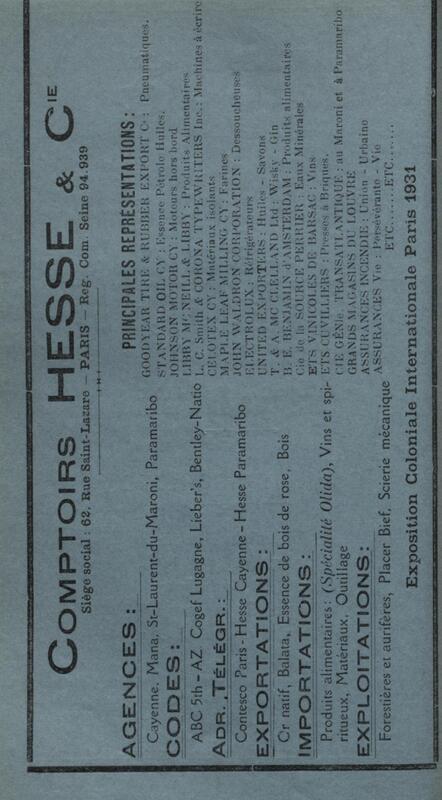 COMPTOIRS HESSE & CIE
Siège social : 62, Rue Saint-Lazare — PARIS — Reg. Com. Seine 94.939
AGENCES :
Cayenne, Mana, St-Laurent-du-Maroni, Paramaribo
CODES :
ABC 5th - AZ Cogef Lugagne, Lieber's, Bentley-Natio
ADR. TÉLÉGR. :
Contesco Paris - Hesse Cayenne - Hesse Paramaribo
EXPORTATIONS :
Or natif, Balata, Essence de bois de rose, Bois
IMPORTATIONS :
Produits alimentaires : (Spécialité Olida), Vins et spi-
ritueux, Matériaux, Outillage
EXPLOITATIONS :
Forestières et aurifères, Placer Bief, Scierie mécanique
PRINCIPALES REPRÉSENTATIONS :
GOODYEAR TIRE & RUBBER EXPORT Cy : Pneumatiques.
STANDARD OIL CY : Essence Pétrole Huiles.
JOHNSON MOTOR CY : Moteurs hors bord
LIBBY Mc NEILL & LIBBY : Produits Alimentaires
L. C. Smith & CORONA TYPEWRITERS Inc. : Machines à écrire
CELOTEX CY : Matériaux isolants
MAPLE LEAF MILLING : Farines
JOHN WALDRON CORPORATION : Dessoucheuses
ELECTROLUX : Réfrigérateurs
UNITED EXPORTERS : Huiles - Savons
T. & A. MC CLELLAND Ltd : Wisky - Gin
B. E. BENJAMIN d'AMSTERDAM : Produits alimentaires
Cie de la SOURCE PERRIER : Eaux Minérales
ETS VINICOLES DE BARSAC : Vins
ETS CUVILLIERS : Presses à Briques.
CIE GÉNle TRANSATLANTIQUE : au Maroni et à Paramaribo
GRANDS MAGASINS DU LOUVRE
ASSURANCES INCENDIE : Union - Urbaine
ASSURANCES Vie : Persévérante - Vie
ETC........ETC........
Exposition Coloniale Internationale Paris 1931